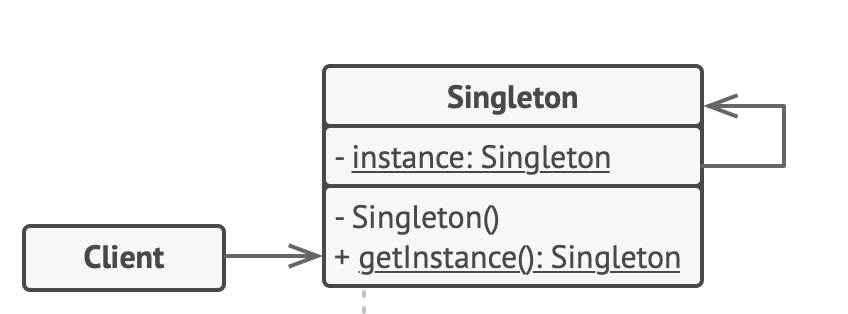 Singleton
- instance: Singleton
- Singleton()
+ getInstance(): Singleton
Client